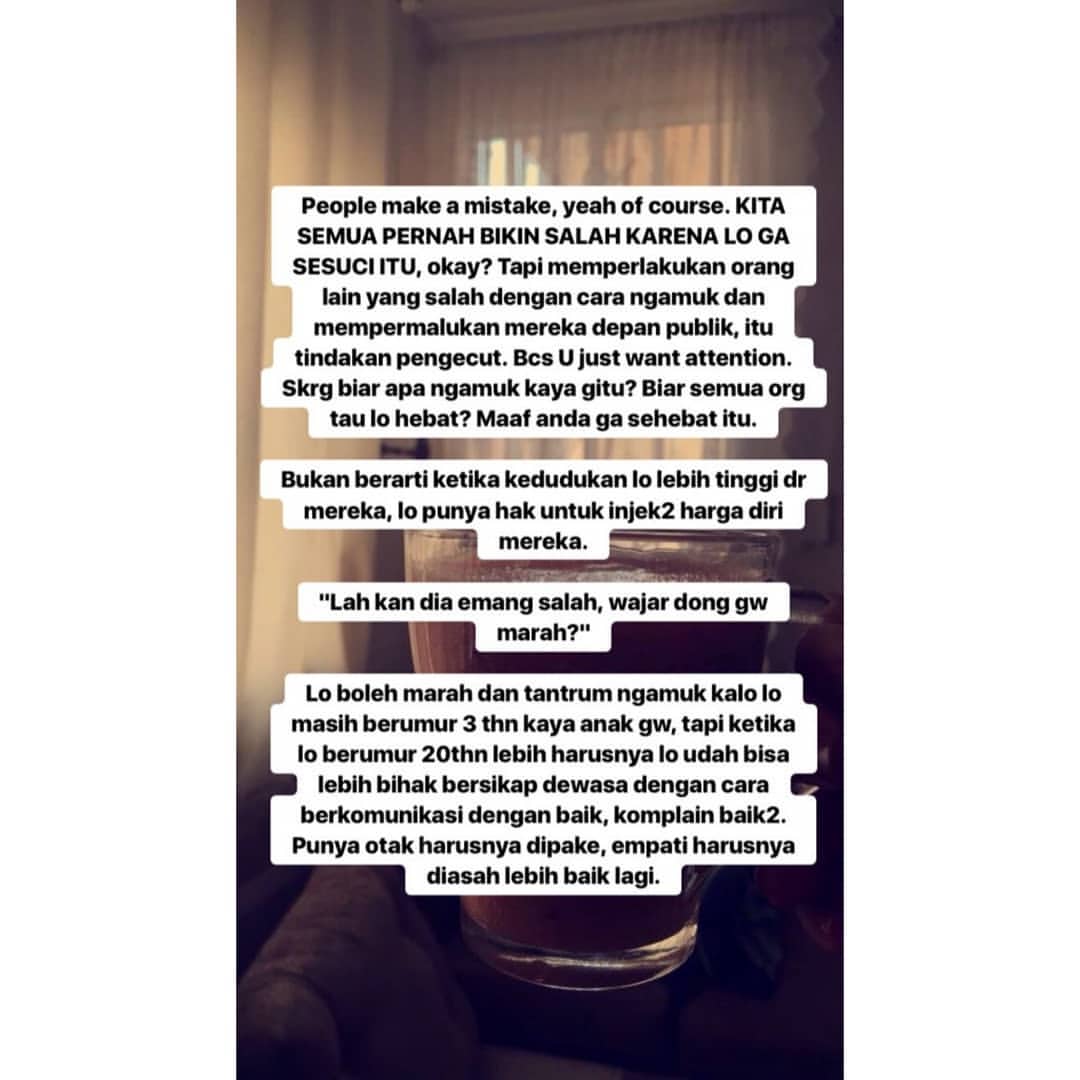 People make a mistake, yeah of course. KITA
SEMUA PERNAH BIKIN SALAH KARENA LO GA
SESUCI ITU, okay? Tapi memperlakukan orang
lain yang salah dengan cara ngamuk dan
mempermalukan mereka depan publik, itu
tindakan pengecut. Bcs U just want attention.
Skrg biar apa ngamuk kaya gitu? Biar semua org
tau lo hebat? Maaf anda ga sehebat itu.
Bukan berarti ketika kedudukan lo lebih tinggi dr
mereka, lo punya hak untuk injek2 harga diri
mereka.
"Lah kan dia emang salah, wajar dong gw
marah?"
Lo boleh marah dan tantrum ngamuk kalo lo
masih berumur 3 thn kaya anak gw, tapi ketika
lo berumur 20thn lebih harusnya lo udah bisa
lebih bihak bersikap dewasa dengan cara
berkomunikasi dengan baik, komplain baik2.
Punya otak harusnya dipake, empati harusnya
diasah lebih baik lagi.